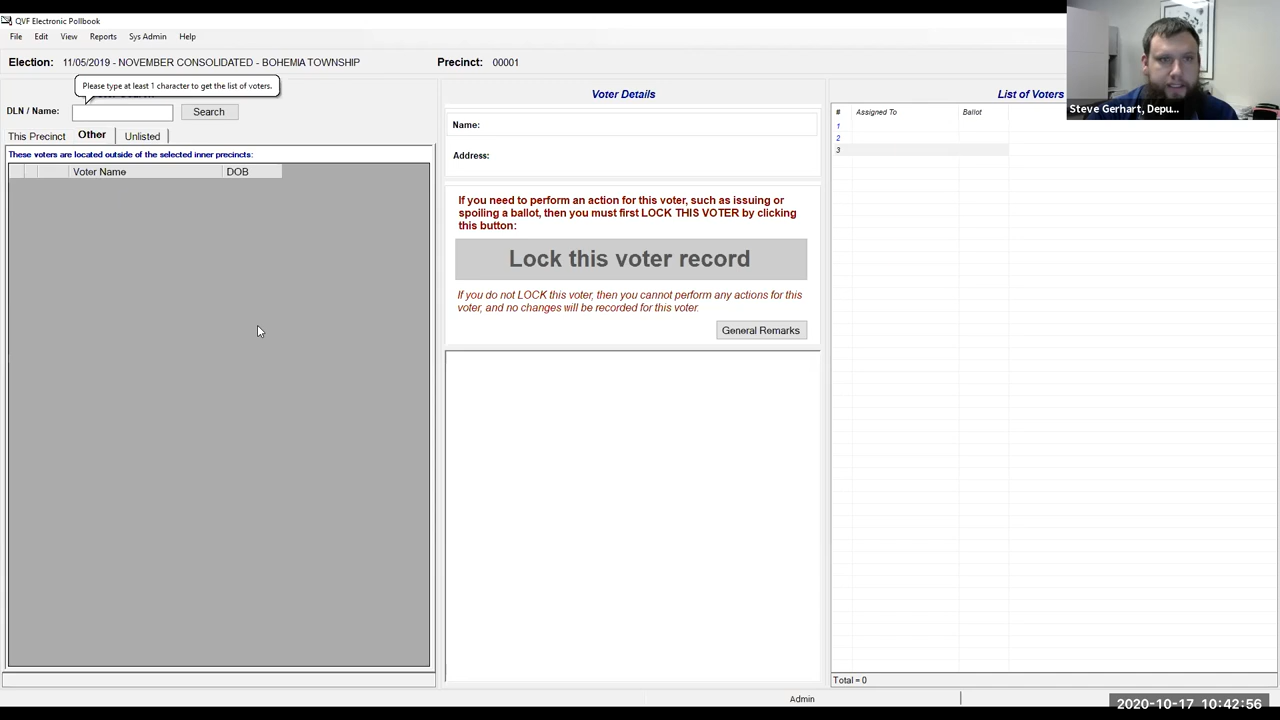 QVF Electronic Pollbook
File Edit View Reports Sys Admin Help
Election: 11/05/2019 - NOVEMBER CONSOLIDATED - BOHEMIA TOWNSHIP Precinct: 00001
Please type at least 1 character to get the list of voters.
DLN / Name: Search
This Precinct Other Unlisted
These voters are located outside of the selected inner precincts:
Voter Name DOB
Voter Details
Name:
Address:
If you need to perform an action for this voter, such as issuing or
spoiling a ballot, then you must first LOCK THIS VOTER by clicking
this button:
Lock this voter record
If you do not LOCK this voter, then you cannot perform any actions for this
voter, and no changes will be recorded for this voter.
General Remarks
List of Voters
# Assigned To Ballot
1
2
3
Total = 0
Steve Gerhart, Depu...
Admin
2020-10-17 10:42:56